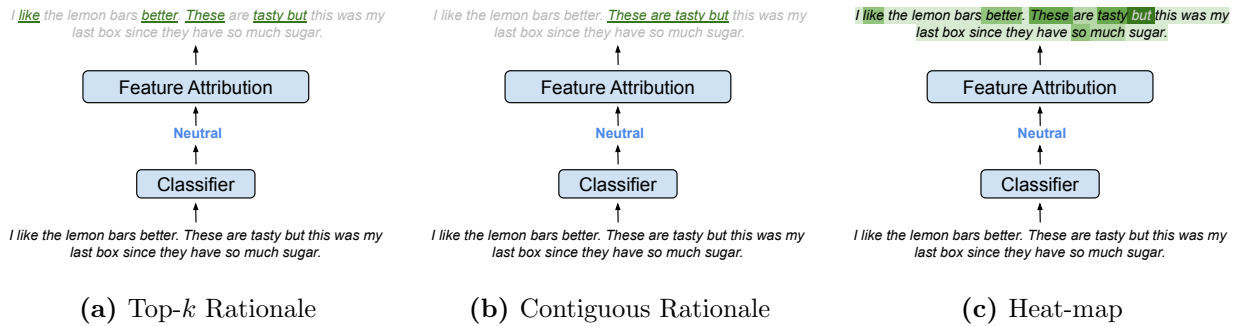 I like the lemon bars better. These are tasty but this was my
last box since they have so much sugar.
Feature Attribution
Neutral
Classifier
I like the lemon bars better. These are tasty but this was my
last box since they have so much sugar.
(a) Top-k Rationale
I like the lemon bars better. These are tasty but this was my
last box since they have so much sugar.
Feature Attribution
Neutral
Classifier
I like the lemon bars better. These are tasty but this was my
last box since they have so much sugar.
(b) Contiguous Rationale
I like the lemon bars better. These are tasty but this was my
last box since they have so much sugar.
Feature Attribution
Neutral
Classifier
I like the lemon bars better. These are tasty but this was my
last box since they have so much sugar.
(c) Heat-map